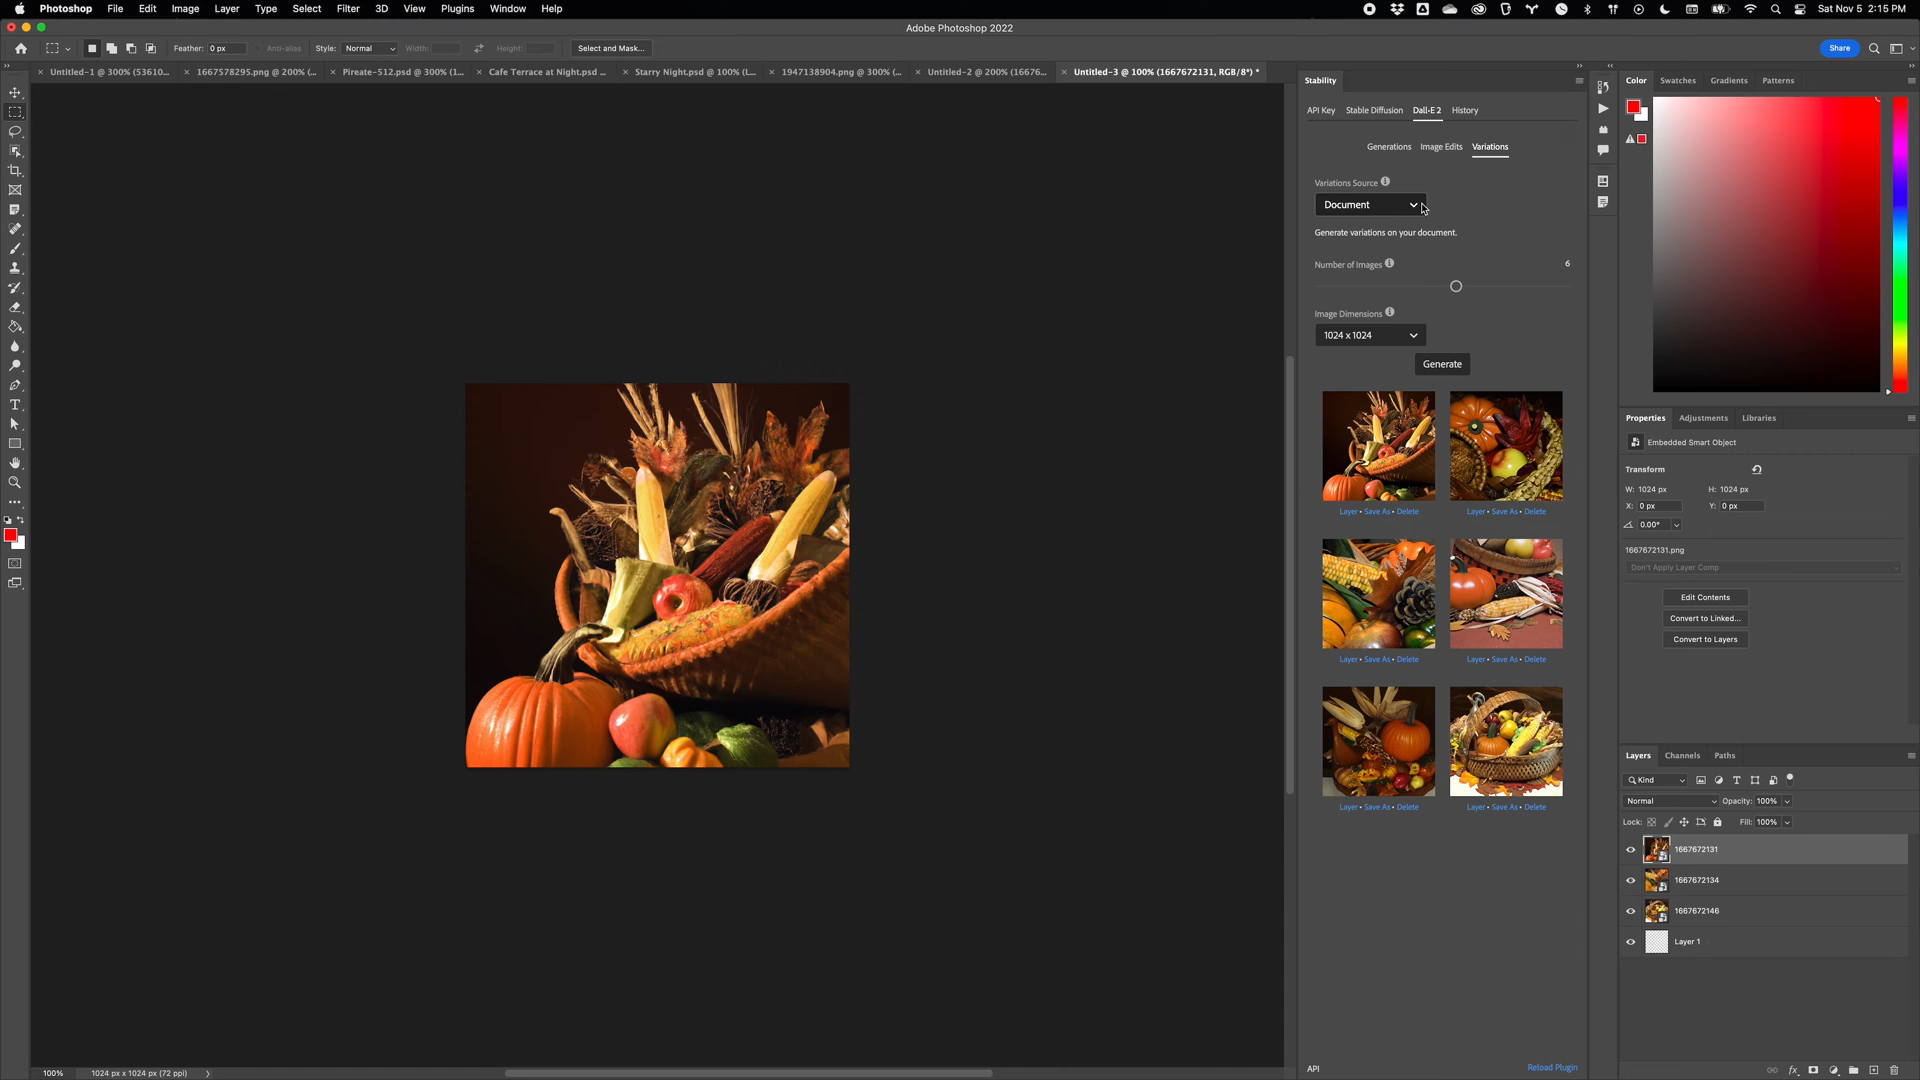 Photoshop File Edit Image Layer Type Select Filter 3D View Plugins Window Help Sat Nov 5 2:15 PM
Adobe Photoshop 2022
Feather: 0 px Anti-alias Style: Normal Width: Height: Select and Mask... Share
Untitled-1 @ 300% (53610... 1667578295.png @ 200% (... Pireate-512.psd @ 300% (1... Cafe Terrace at Night.psd ... Starry Night.psd @ 100% (L... 1947138904.png @ 300% (... Untitled-2 @ 200% (16676... Untitled-3 @ 100% (1667672131, RGB/8*) *
Stability
API Key Stable Diffusion Dall•E 2 History
Generations Image Edits Variations
Variations Source
Document
Generate variations on your document.
Number of Images 6
Image Dimensions
1024 x 1024
Generate
Layer • Save As • Delete Layer • Save As • Delete
Layer • Save As • Delete Layer • Save As • Delete
Layer • Save As • Delete Layer • Save As • Delete
API Reload Plugin
Color Swatches Gradients Patterns
Properties Adjustments Libraries
Embedded Smart Object
Transform
W: 1024 px H: 1024 px
X: 0 px Y: 0 px
0.00°
1667672131.png
Don't Apply Layer Comp
Edit Contents
Convert to Linked...
Convert to Layers
Layers Channels Paths
Kind
Normal Opacity: 100%
Lock: Fill: 100%
1667672131
1667672134
1667672146
Layer 1
100% 1024 px x 1024 px (72 ppi)